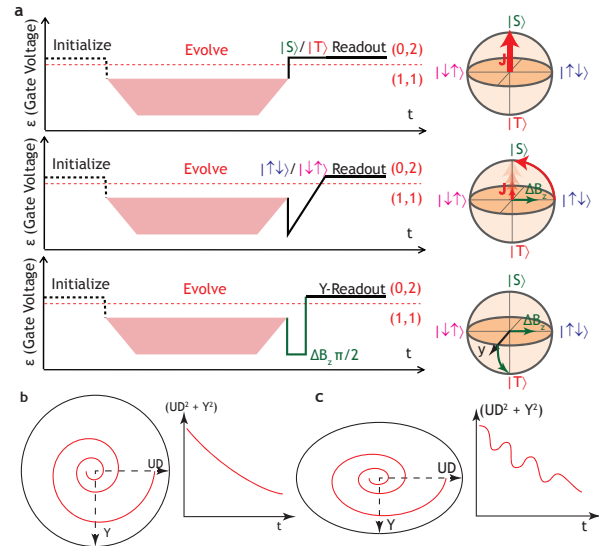 a
ε (Gate Voltage)
Initialize
Evolve
|S⟩/|T⟩
Readout
(0,2)
(1,1)
t
|S⟩
J
|↓↑⟩
|↑↓⟩
|T⟩
ε (Gate Voltage)
Initialize
Evolve
|↑↓⟩/|↓↑⟩
Readout
(0,2)
(1,1)
t
|S⟩
J
ΔB_z
|↓↑⟩
|↑↓⟩
|T⟩
ε (Gate Voltage)
Initialize
Evolve
Y-Readout
(0,2)
(1,1)
ΔB_z π/2
t
|S⟩
ΔB_z
|↓↑⟩
|↑↓⟩
y
|T⟩
b
UD
Y
(UD² + Y²)
t
c
UD
Y
(UD² + Y²)
t